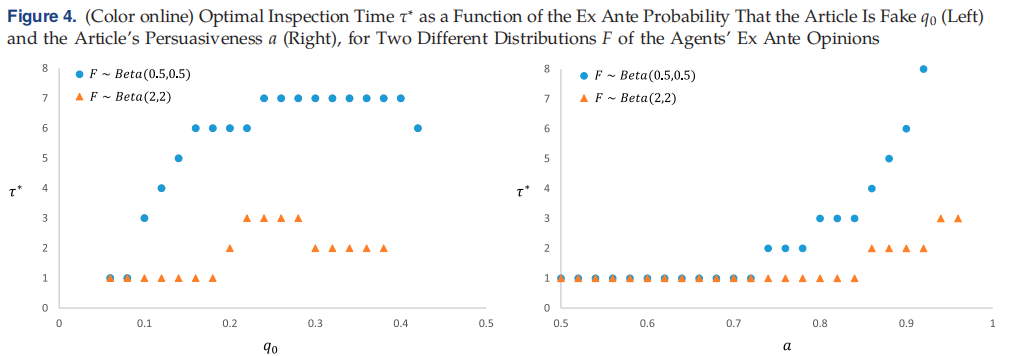 Figure 4. (Color online) Optimal Inspection Time τ* as a Function of the Ex Ante Probability That the Article Is Fake q₀ (Left)
and the Article's Persuasiveness a (Right), for Two Different Distributions F of the Agents' Ex Ante Opinions
8
F ~ Beta(0.5,0.5)
7
F ~ Beta(2,2)
6
5
τ*
4
3
2
1
0
0 0.1 0.2 0.3 0.4 0.5
q₀
8
F ~ Beta(0.5,0.5)
7
F ~ Beta(2,2)
6
5
τ*
4
3
2
1
0
0.5 0.6 0.7 0.8 0.9 1
a